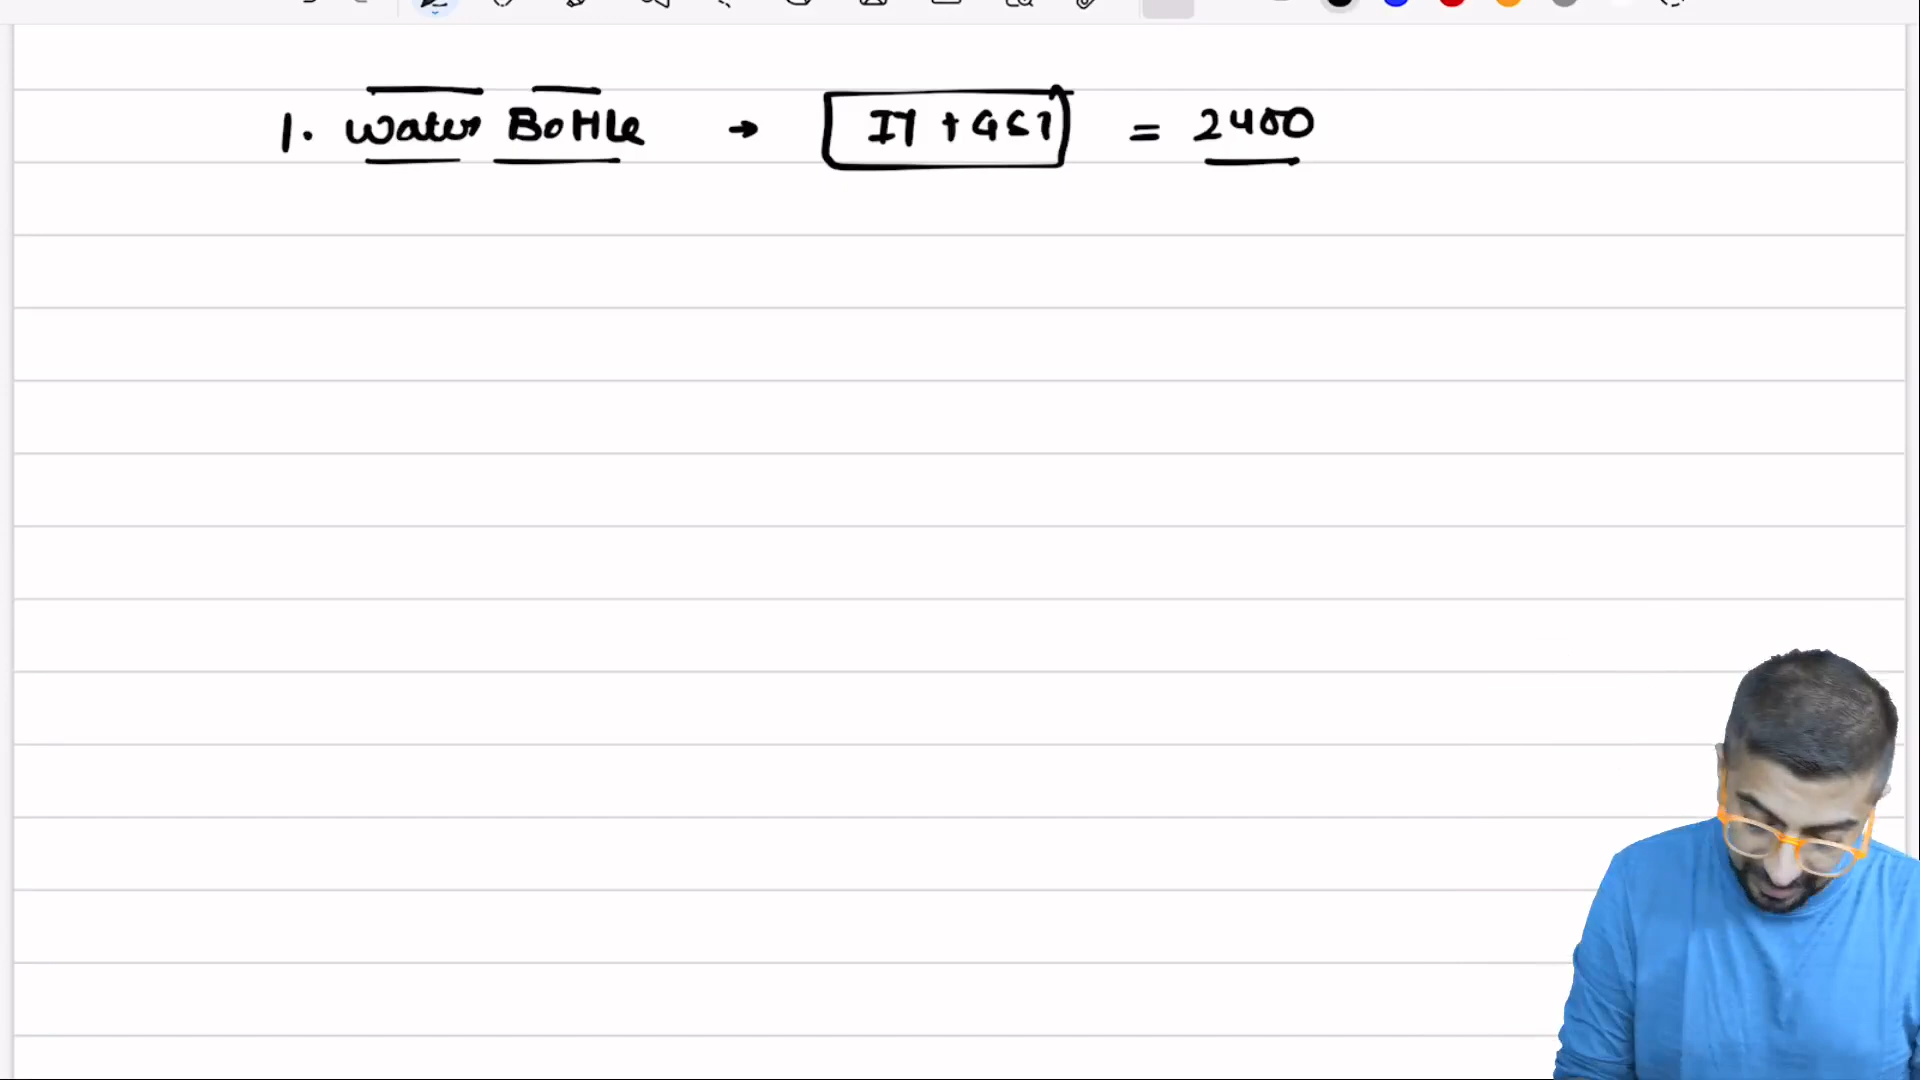 1. Water Bottle → IT + GST = 2400